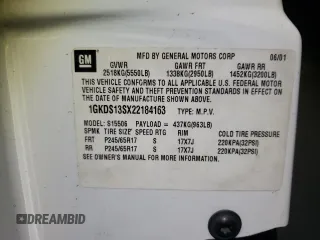 GM
MFD BY GENERAL MOTORS CORP 06/01
GVWR GAWR FRT GAWR RR
2518KG(5550LB) 1338KG(2950LB) 1452KG(3200LB)
THIS VEHICLE CONFORMS TO ALL APPLICABLE U.S. FEDERAL MOTOR
VEHICLE SAFETY AND THEFT PREVENTION STANDARDS IN EFFECT ON
THE DATE OF MANUFACTURE SHOWN ABOVE.
1GKDS13SX22184163 TYPE: M.P.V.
MODEL: S15506 PAYLOAD = 437KG(963LB)
SPMK TIRE SIZE SPEED RTG RIM COLD TIRE PRESSURE
FRT P245/65R17 S 17X7J 220KPA(32PSI)
RR P245/65R17 S 17X7J 220KPA(32PSI)
SEE OWNER'S MANUAL FOR MORE INFORMATION.
DREAMBID